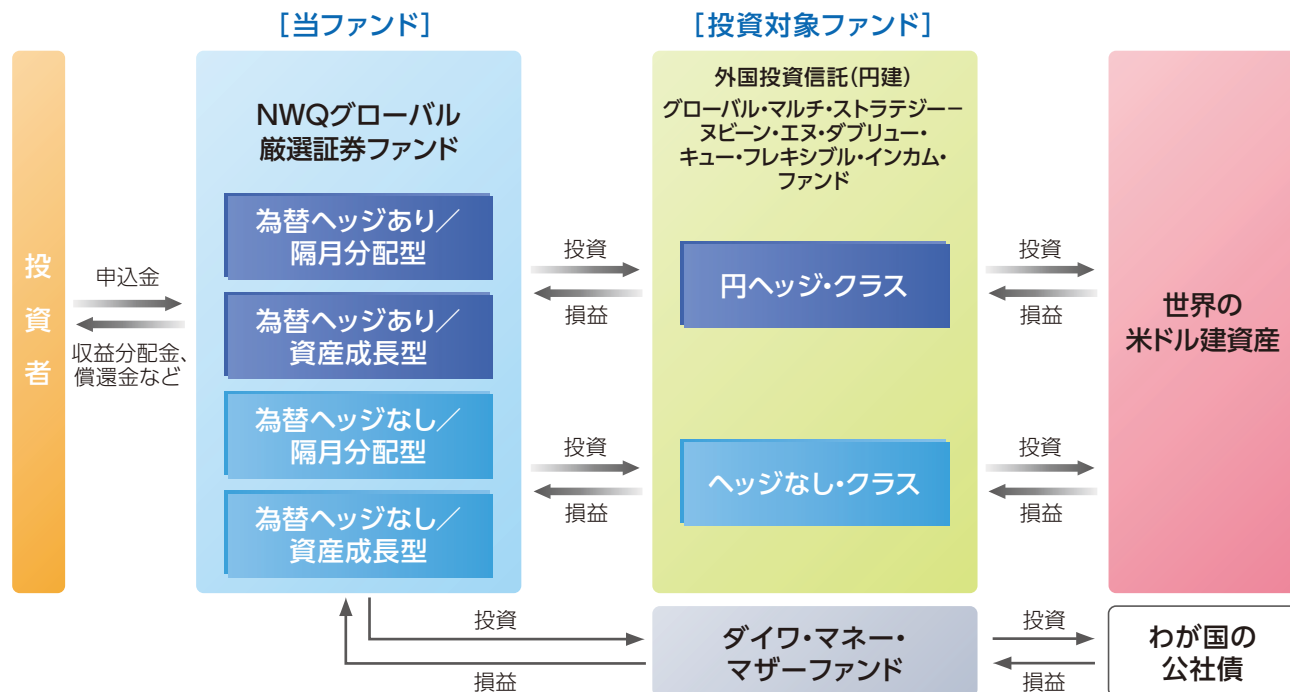 [当ファンド]
[投資対象ファンド]
投
資
者
申込金
収益分配金、
償還金など
NWQグローバル
厳選証券ファンド
為替ヘッジあり／
隔月分配型
為替ヘッジあり／
資産成長型
為替ヘッジなし／
隔月分配型
為替ヘッジなし／
資産成長型
投資
損益
投資
損益
外国投資信託(円建)
グローバル・マルチ・ストラテジー－
ヌビーン・エヌ・ダブリュー・
キュー・フレキシブル・インカム・
ファンド
円ヘッジ・クラス
ヘッジなし・クラス
投資
損益
投資
損益
世界の
米ドル建資産
投資
損益
ダイワ・マネー・
マザーファンド
投資
損益
わが国の
公社債